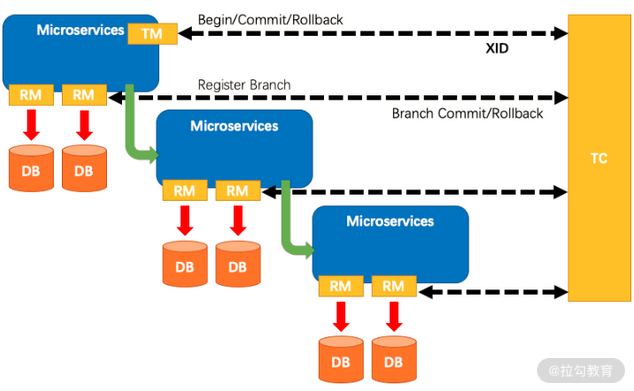 Begin/Commit/Rollback
Microservices
TM
XID
Register Branch
RM
RM
Branch Commit/Rollback
Microservices
TC
DB
DB
RM
RM
Microservices
DB
DB
RM
RM
DB
DB
@拉勾教育